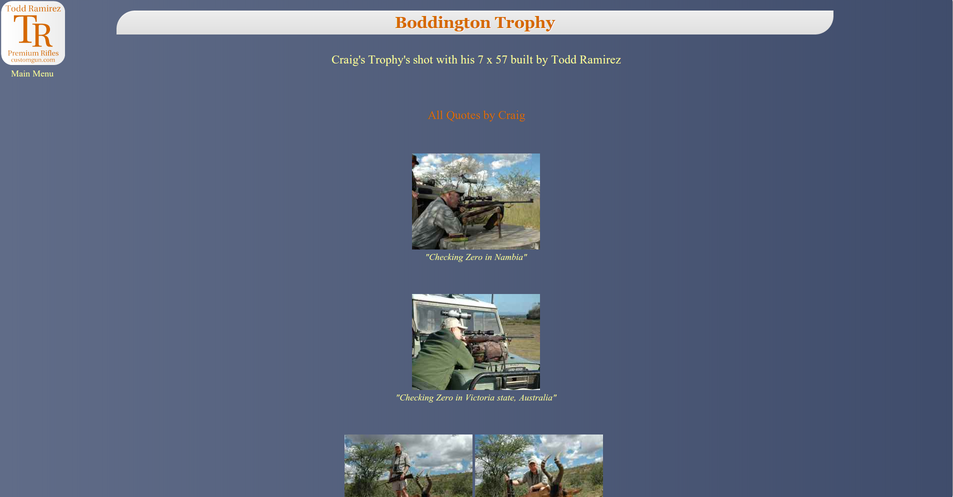 Todd Ramirez
TR
Premium Rifles
customgun.com
Main Menu
Boddington Trophy
Craig's Trophy's shot with his 7 x 57 built by Todd Ramirez
All Quotes by Craig
"Checking Zero in Nambia"
"Checking Zero in Victoria state, Australia"